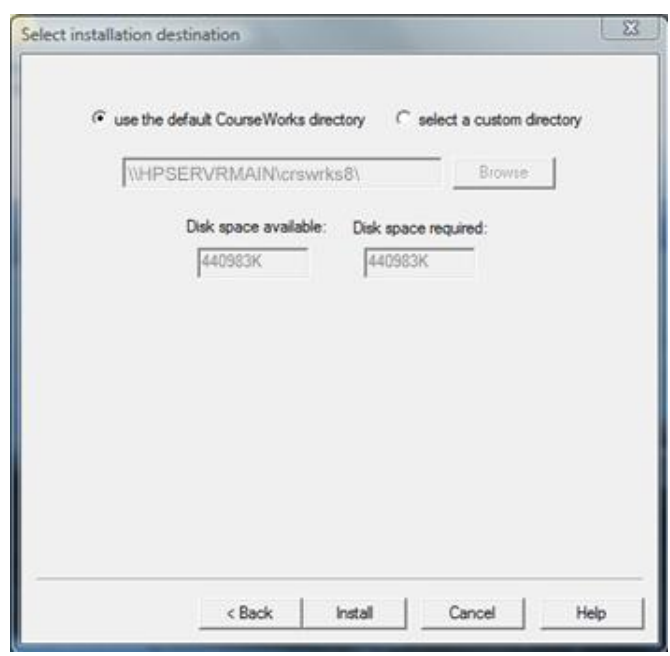 Select installation destination
use the default CourseWorks directory select a custom directory
\\HPSERVRMAIN\crswrks8\ Browse
Disk space available: Disk space required:
440983K 440983K
< Back Install Cancel Help